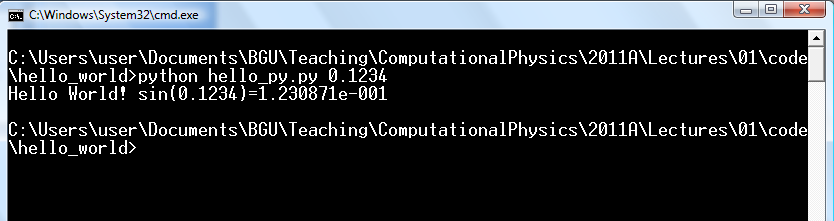 C:\Windows\System32\cmd.exe
C:\Users\user\Documents\BGU\Teaching\ComputationalPhysics\2011A\Lectures\01\code
\hello_world>python hello_py.py 0.1234
Hello World! sin(0.1234)=1.230871e-001
C:\Users\user\Documents\BGU\Teaching\ComputationalPhysics\2011A\Lectures\01\code
\hello_world>